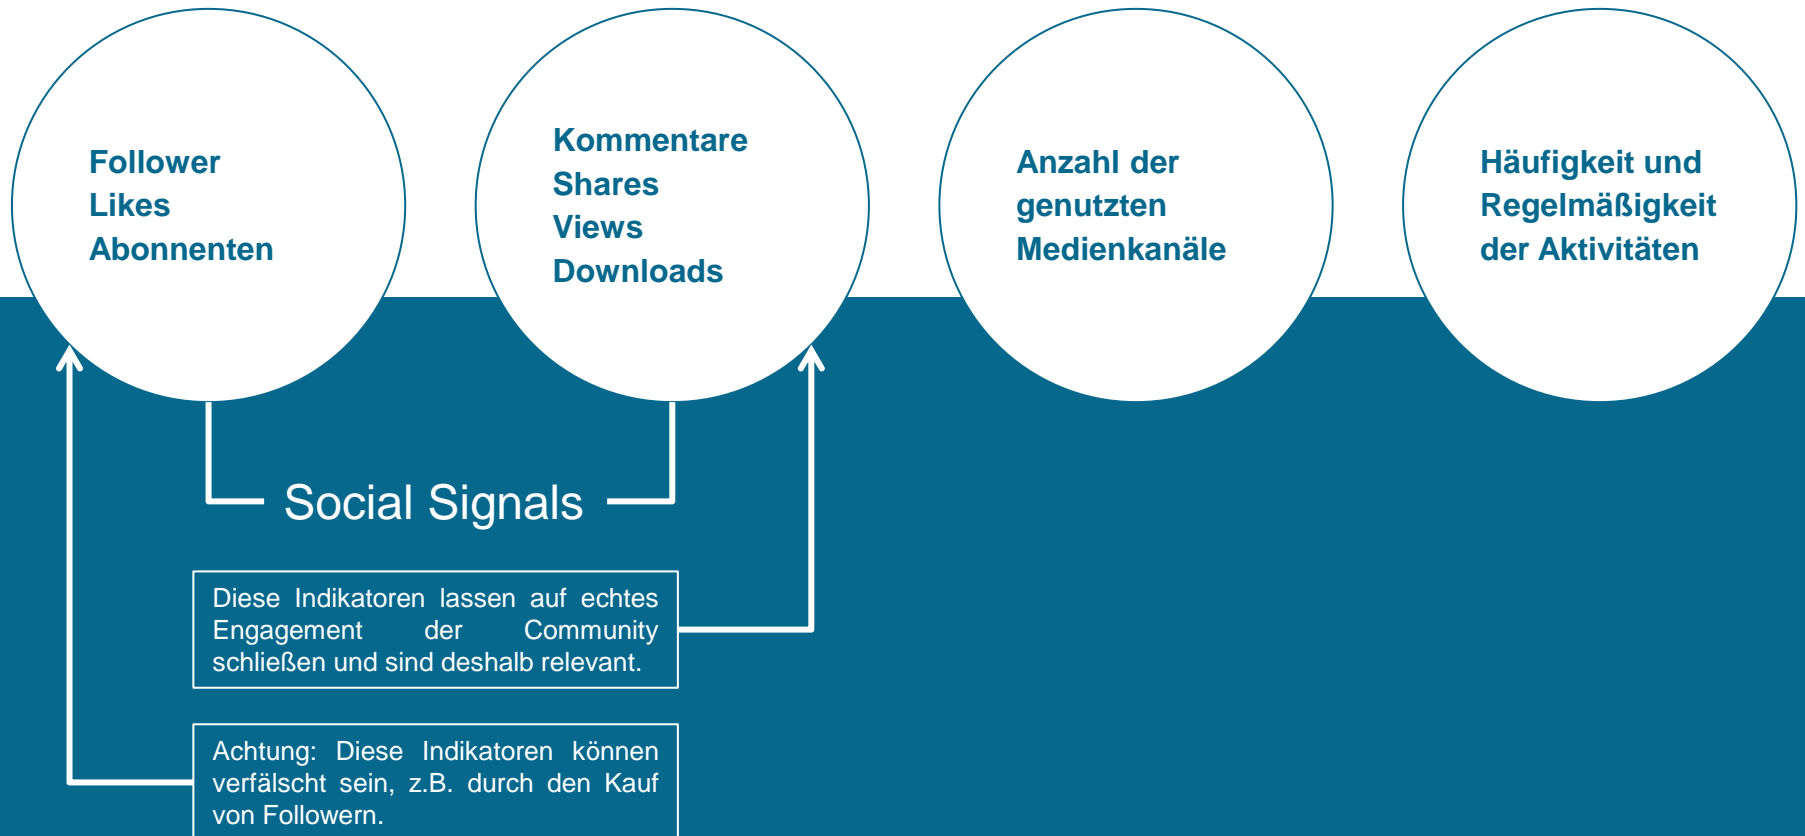 Follower
Likes
Abonnenten
Kommentare
Shares
Views
Downloads
Anzahl der
genutzten
Medienkanäle
Häufigkeit und
Regelmäßigkeit
der Aktivitäten
Social Signals
Diese Indikatoren lassen auf echtes
Engagement der Community
schließen und sind deshalb relevant.
Achtung: Diese Indikatoren können
verfälscht sein, z.B. durch den Kauf
von Followern.